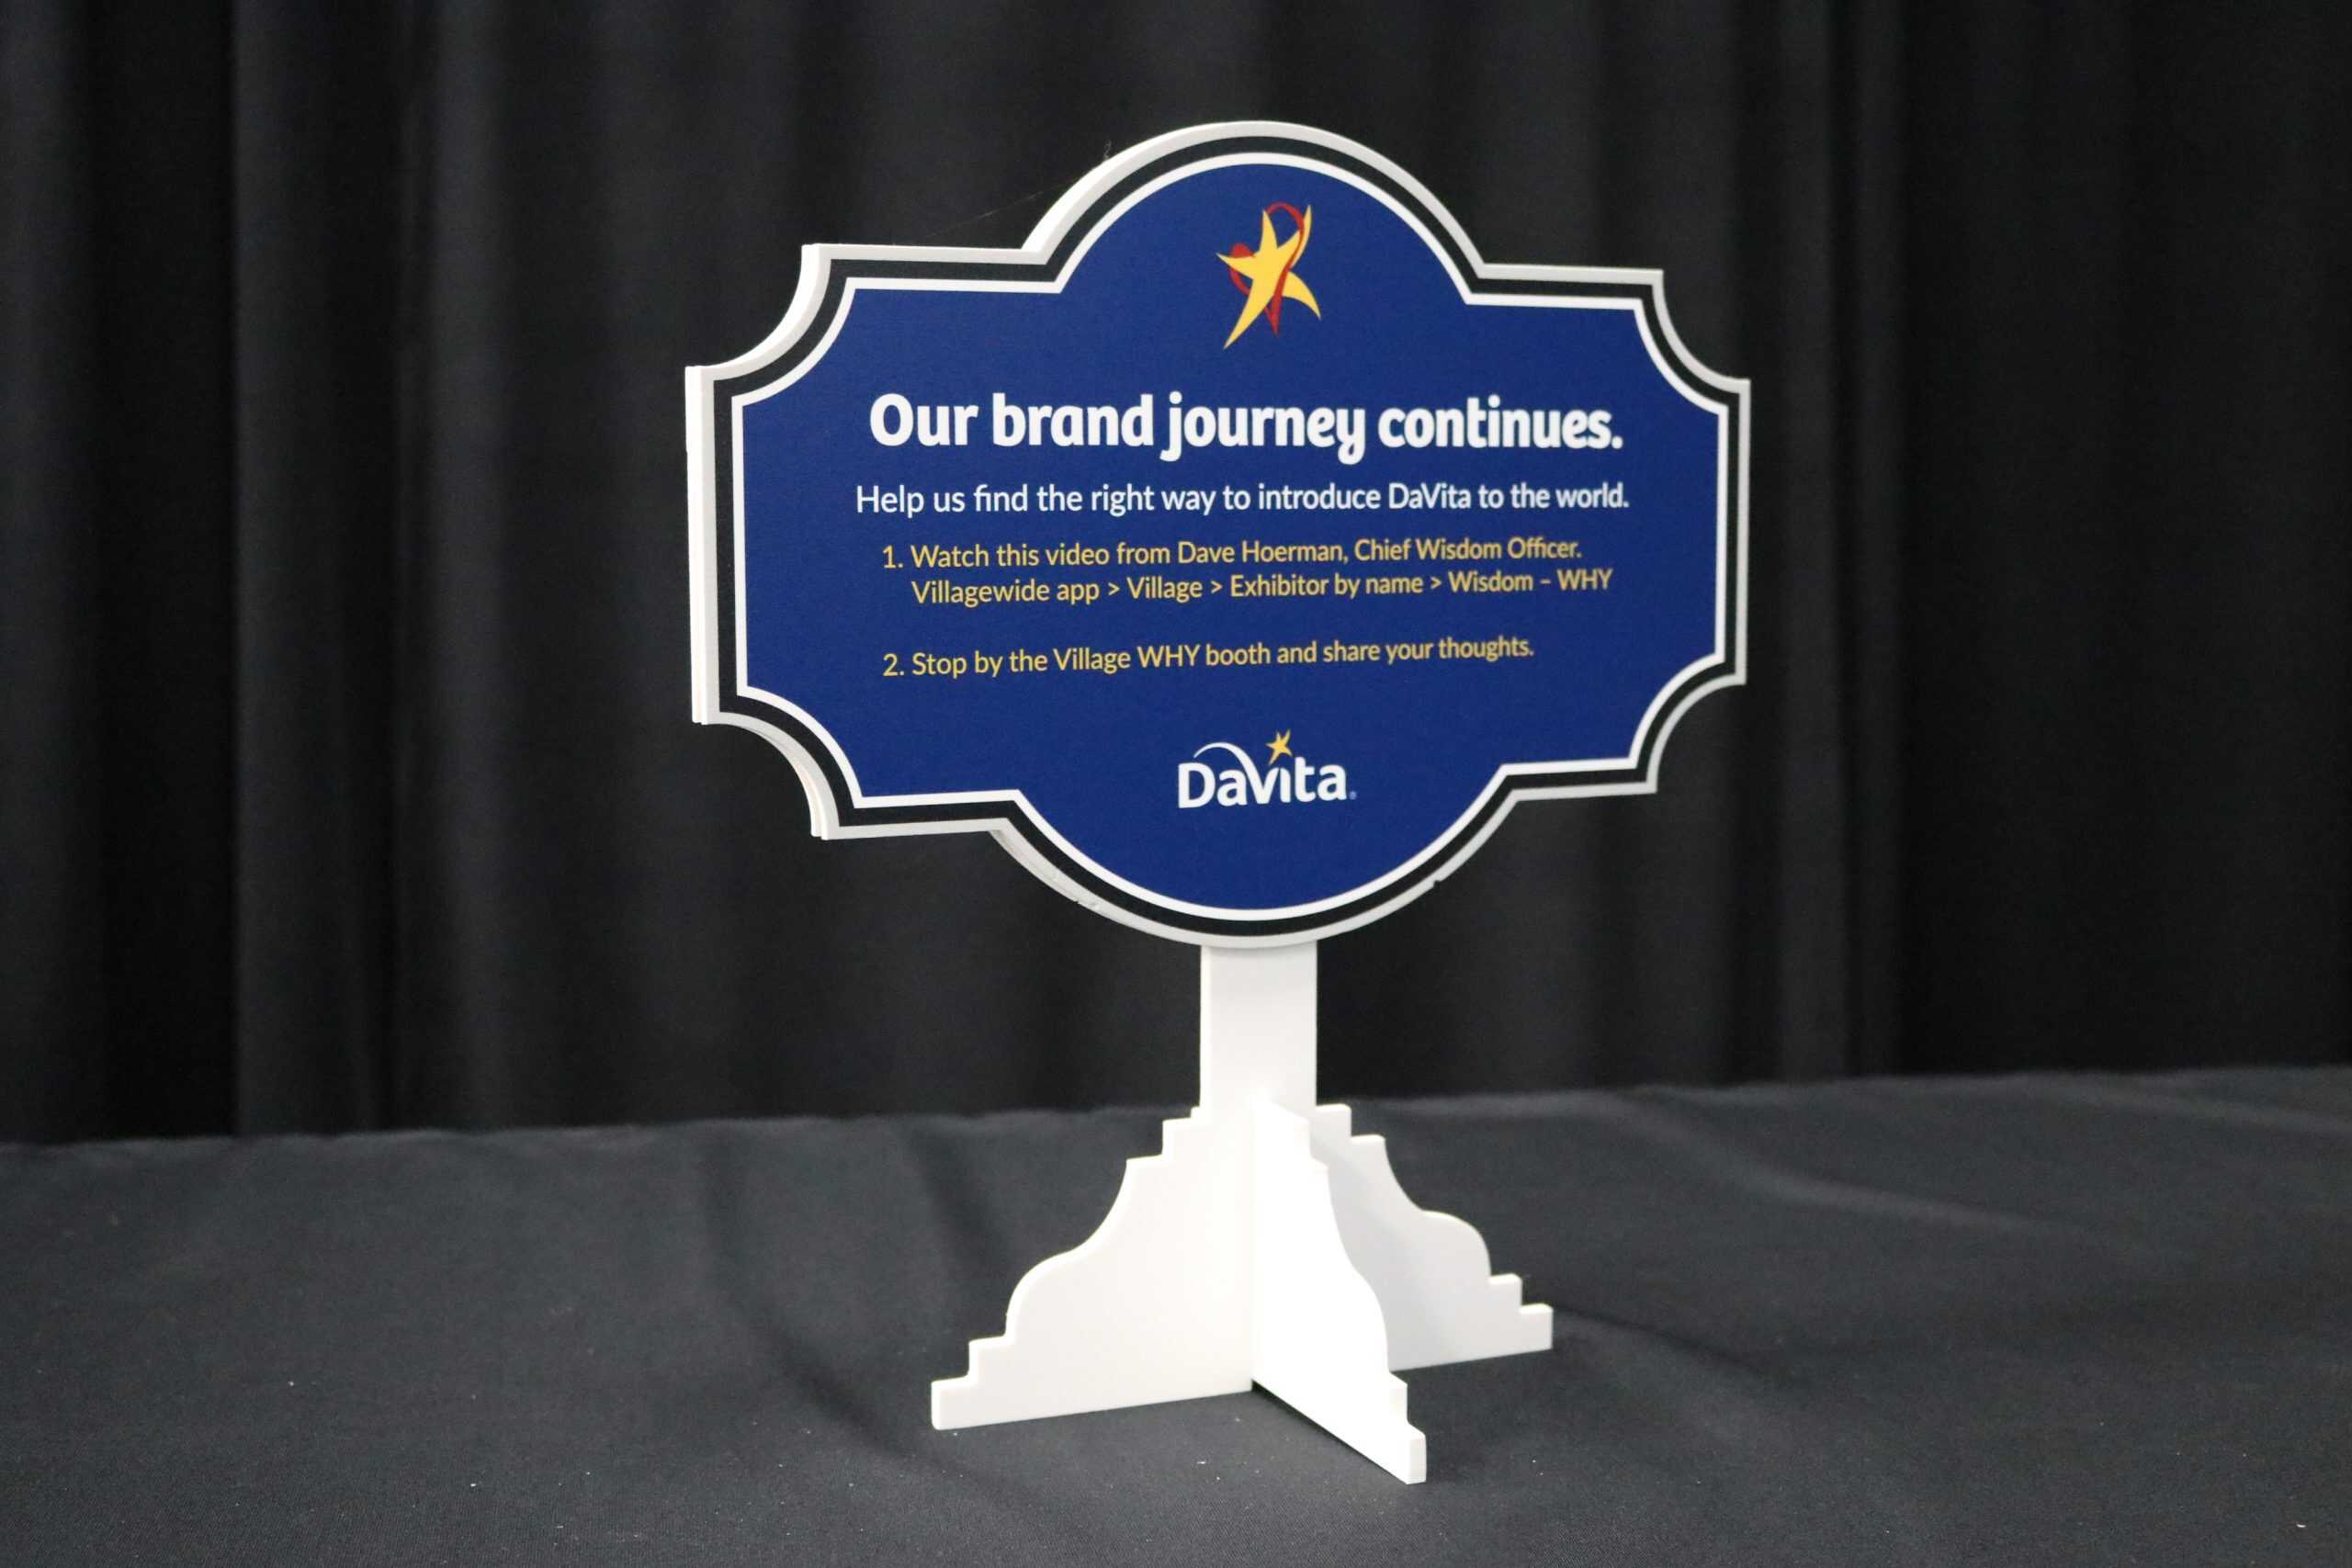 Our brand journey continues.
Help us find the right way to introduce DaVita to the world.
1. Watch this video from Dave Hoerman, Chief Wisdom Officer.
Villagewide app > Village > Exhibitor by name > Wisdom – WHY
2. Stop by the Village WHY booth and share your thoughts.
DaVita®